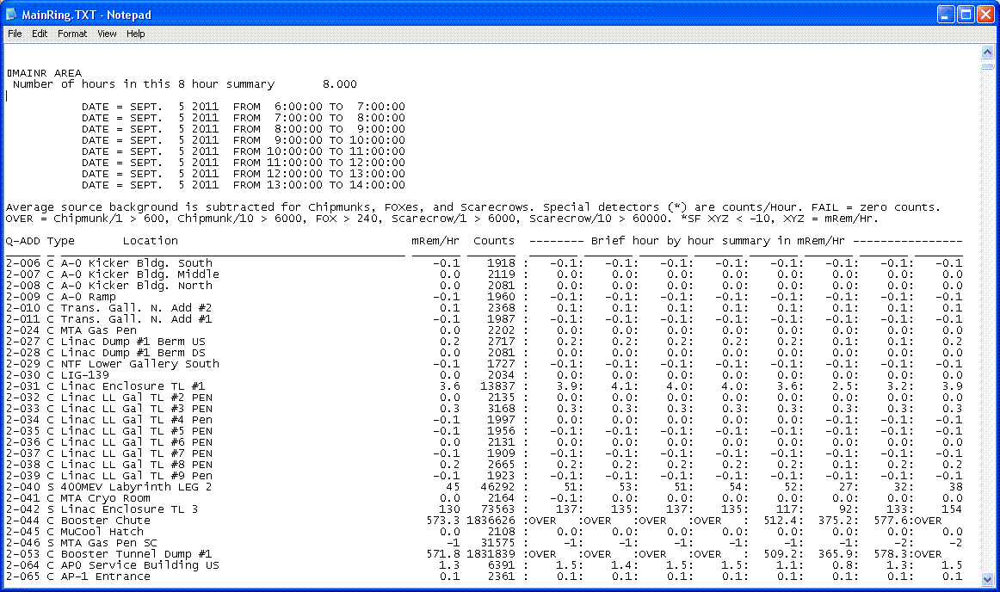 MainRing.TXT - Notepad
File Edit Format View Help
▯MAINR AREA
Number of hours in this 8 hour summary 8.000
DATE = SEPT. 5 2011 FROM 6:00:00 TO 7:00:00
DATE = SEPT. 5 2011 FROM 7:00:00 TO 8:00:00
DATE = SEPT. 5 2011 FROM 8:00:00 TO 9:00:00
DATE = SEPT. 5 2011 FROM 9:00:00 TO 10:00:00
DATE = SEPT. 5 2011 FROM 10:00:00 TO 11:00:00
DATE = SEPT. 5 2011 FROM 11:00:00 TO 12:00:00
DATE = SEPT. 5 2011 FROM 12:00:00 TO 13:00:00
DATE = SEPT. 5 2011 FROM 13:00:00 TO 14:00:00
Average source background is subtracted for Chipmunks, FOXes, and Scarecrows. Special detectors (*) are counts/Hour. FAIL = zero counts.
OVER = Chipmunk/1 > 600, Chipmunk/10 > 6000, FOX > 240, Scarecrow/1 > 6000, Scarecrow/10 > 60000. *SF XYZ < -10, XYZ = mRem/Hr.
Q-ADD Type Location mRem/Hr Counts -------- Brief hour by hour summary in mRem/Hr ----------------
2-006 C A-0 Kicker Bldg. South -0.1 1918 : -0.1: -0.1: -0.1: -0.1: -0.1: -0.1: -0.1: -0.1
2-007 C A-0 Kicker Bldg. Middle 0.0 2119 : 0.0: 0.0: 0.0: 0.0: 0.0: 0.0: 0.0: 0.0
2-008 C A-0 Kicker Bldg. North 0.0 2081 : 0.0: 0.0: 0.0: 0.0: 0.0: 0.0: 0.0: 0.0
2-009 C A-0 Ramp -0.1 1960 : -0.1: -0.1: -0.1: -0.1: -0.1: -0.1: -0.1: -0.1
2-010 C Trans. Gall. N. Add #2 0.1 2368 : 0.1: 0.1: 0.1: 0.1: 0.1: 0.1: 0.1: 0.1
2-011 C Trans. Gall. N. Add #1 -0.1 1987 : -0.1: -0.1: -0.1: -0.1: -0.1: -0.1: -0.1: -0.1
2-024 C MTA Gas Pen 0.0 2202 : 0.0: 0.0: 0.0: 0.0: 0.0: 0.0: 0.0: 0.0
2-027 C Linac Dump #1 Berm US 0.2 2717 : 0.2: 0.2: 0.2: 0.2: 0.2: 0.1: 0.1: 0.2
2-028 C Linac Dump #1 Berm DS 0.0 2081 : 0.0: 0.0: 0.0: 0.0: 0.0: 0.0: 0.0: 0.0
2-029 C NTF Lower Gallery South -0.1 1727 : -0.1: -0.1: -0.1: -0.1: -0.1: -0.1: -0.1: -0.1
2-030 C LIG-139 0.0 2034 : 0.0: 0.0: 0.0: 0.0: 0.0: 0.0: 0.0: 0.0
2-031 C Linac Enclosure TL #1 3.6 13837 : 3.9: 4.1: 4.0: 4.0: 3.6: 2.5: 3.2: 3.9
2-032 C Linac LL Gal TL #2 PEN 0.0 2135 : 0.0: 0.0: 0.0: 0.0: 0.0: 0.0: 0.0: 0.0
2-033 C Linac LL Gal TL #3 PEN 0.3 3168 : 0.3: 0.3: 0.3: 0.3: 0.3: 0.3: 0.3: 0.3
2-034 C Linac LL Gal TL #4 Pen -0.1 1997 : 0.0: 0.0: 0.0: 0.0: 0.0: -0.1: -0.1: 0.0
2-035 C Linac LL Gal TL #5 PEN -0.1 1956 : -0.1: -0.1: -0.1: -0.1: -0.1: -0.1: -0.1: -0.1
2-036 C Linac LL Gal TL #6 PEN 0.0 2131 : 0.0: 0.0: 0.0: 0.0: 0.0: 0.0: 0.0: 0.0
2-037 C Linac LL Gal TL #7 PEN -0.1 1909 : -0.1: -0.1: -0.1: -0.1: -0.1: -0.1: -0.1: -0.1
2-038 C Linac LL Gal TL #8 PEN 0.2 2665 : 0.2: 0.2: 0.2: 0.2: 0.2: 0.1: 0.2: 0.2
2-039 C Linac LL Gal TL #9 Pen -0.1 1923 : -0.1: -0.1: -0.1: -0.1: -0.1: -0.1: -0.1: -0.1
2-040 S 400MEV Labyrinth LEG 2 45 46292 : 51: 53: 51: 54: 52: 27: 32: 38
2-041 C MTA Cryo Room 0.0 2164 : -0.1: 0.0: 0.0: 0.0: 0.0: 0.0: 0.0: 0.0
2-042 S Linac Enclosure TL 3 130 73563 : 137: 135: 137: 135: 117: 92: 133: 154
2-044 C Booster Chute 573.3 1836626 :OVER :OVER :OVER :OVER : 512.4: 375.2: 577.6:OVER
2-045 C MuCool Hatch 0.0 2108 : 0.0: 0.0: 0.0: 0.0: 0.0: 0.0: 0.0: 0.0
2-046 S MTA Gas Pen SC -1 31575 : -1: -1: -1: -1: -1: -1: -2: -2
2-053 C Booster Tunnel Dump #1 571.8 1831839 :OVER :OVER :OVER :OVER : 509.2: 365.9: 578.3:OVER
2-064 C AP0 Service Building US 1.3 6391 : 1.5: 1.4: 1.5: 1.5: 1.1: 0.8: 1.3: 1.5
2-065 C AP-1 Entrance 0.1 2361 : 0.1: 0.1: 0.1: 0.1: 0.1: 0.1: 0.1: 0.1